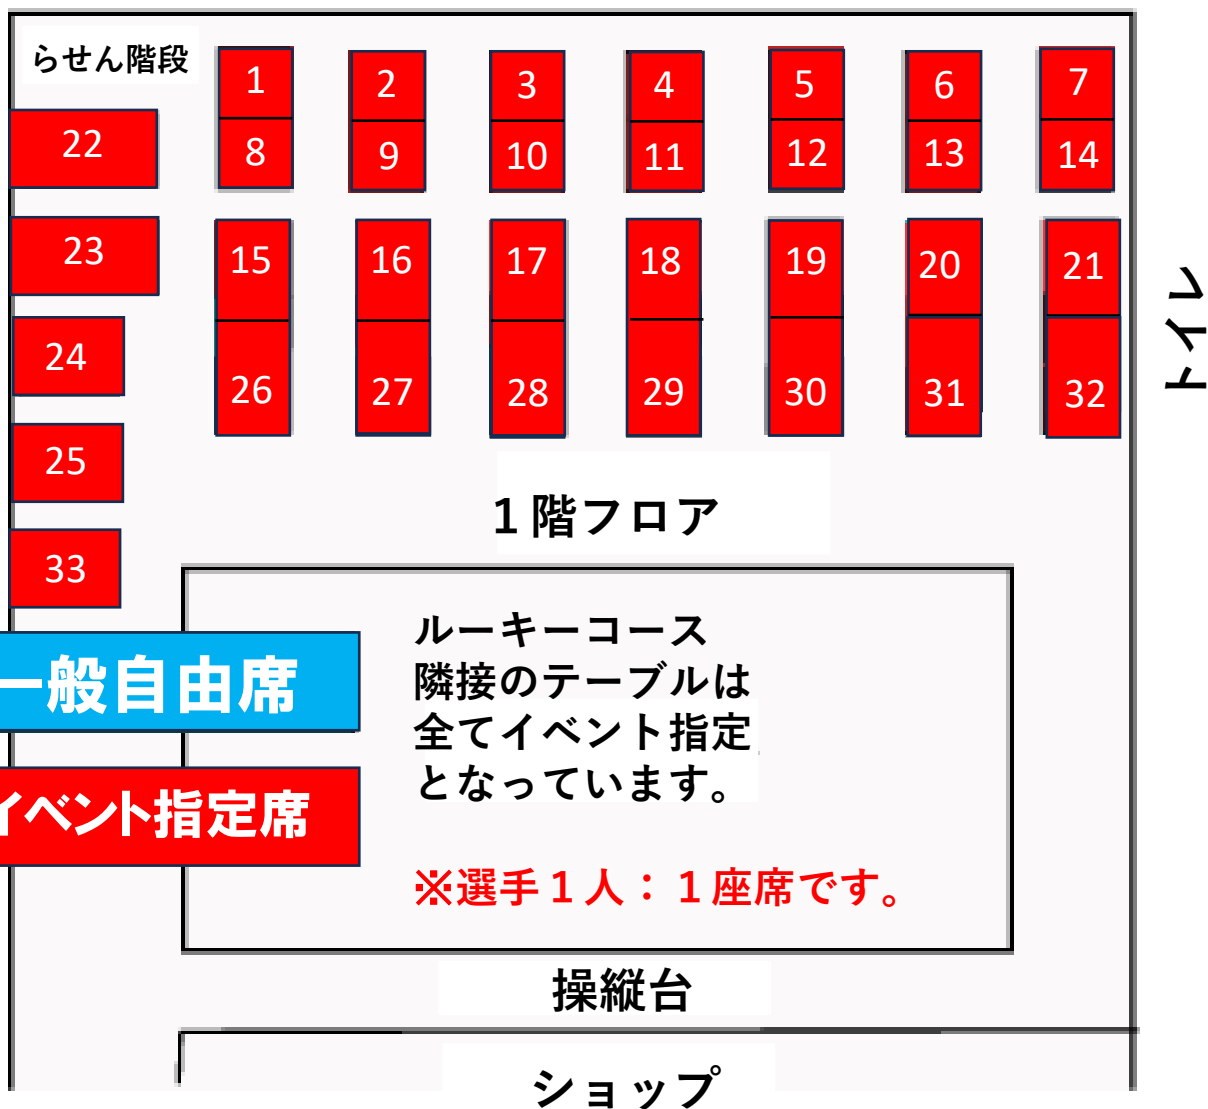 らせん階段
1 2 3 4 5 6 7
22
8 9 10 11 12 13 14
23
15 16 17 18 19 20 21
24
26 27 28 29 30 31 32
25
1階フロア
33
ルーキーコース
隣接のテーブルは
全てイベント指定
となっています。
一般自由席
イベント指定席
※選手1人：1座席です。
操縦台
ショップ
トイレ